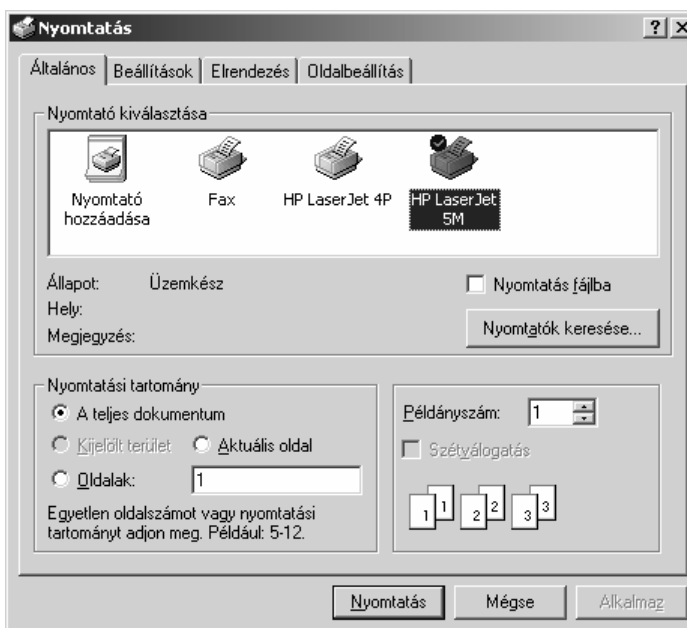 Nyomtatás
Általános Beállítások Elrendezés Oldalbeállítás
Nyomtató kiválasztása
Nyomtató hozzáadása
Fax
HP LaserJet 4P
HP LaserJet 5M
Állapot: Üzemkész
Nyomtatás fájlba
Hely:
Megjegyzés:
Nyomtatók keresése...
Nyomtatási tartomány
A teljes dokumentum
Kijelölt terület Aktuális oldal
Oldalak: 1
Egyetlen oldalszámot vagy nyomtatási
tartományt adjon meg. Például: 5-12.
Példányszám: 1
Szétválogatás
1 1 2 2 3 3
Nyomtatás Mégse Alkalmaz